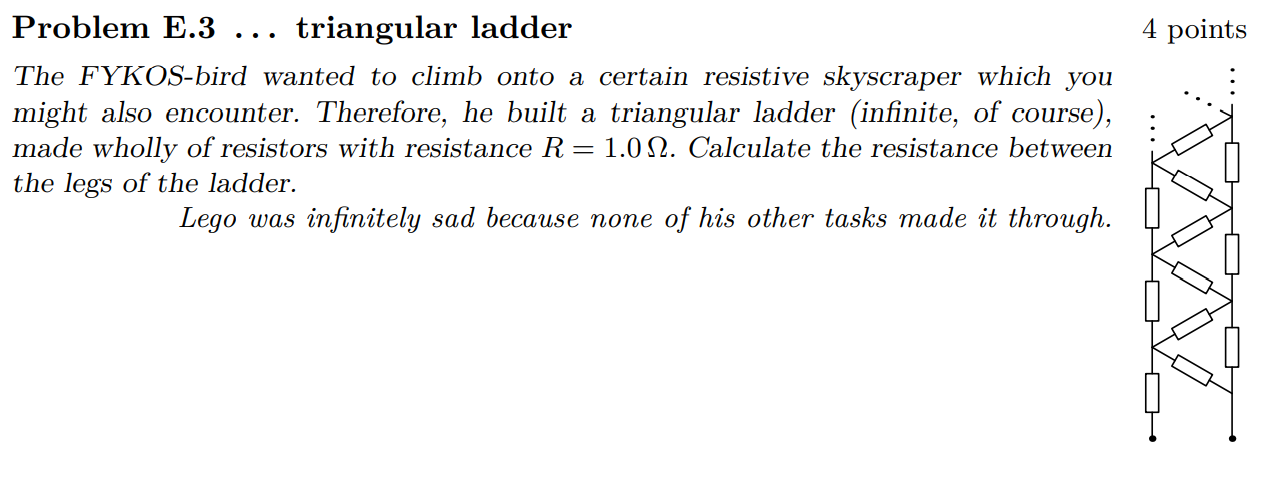 Problem E.3 ... triangular ladder 4 points
The FYKOS-bird wanted to climb onto a certain resistive skyscraper which you
might also encounter. Therefore, he built a triangular ladder (infinite, of course),
made wholly of resistors with resistance R = 1.0 Ω. Calculate the resistance between
the legs of the ladder.
Lego was infinitely sad because none of his other tasks made it through.